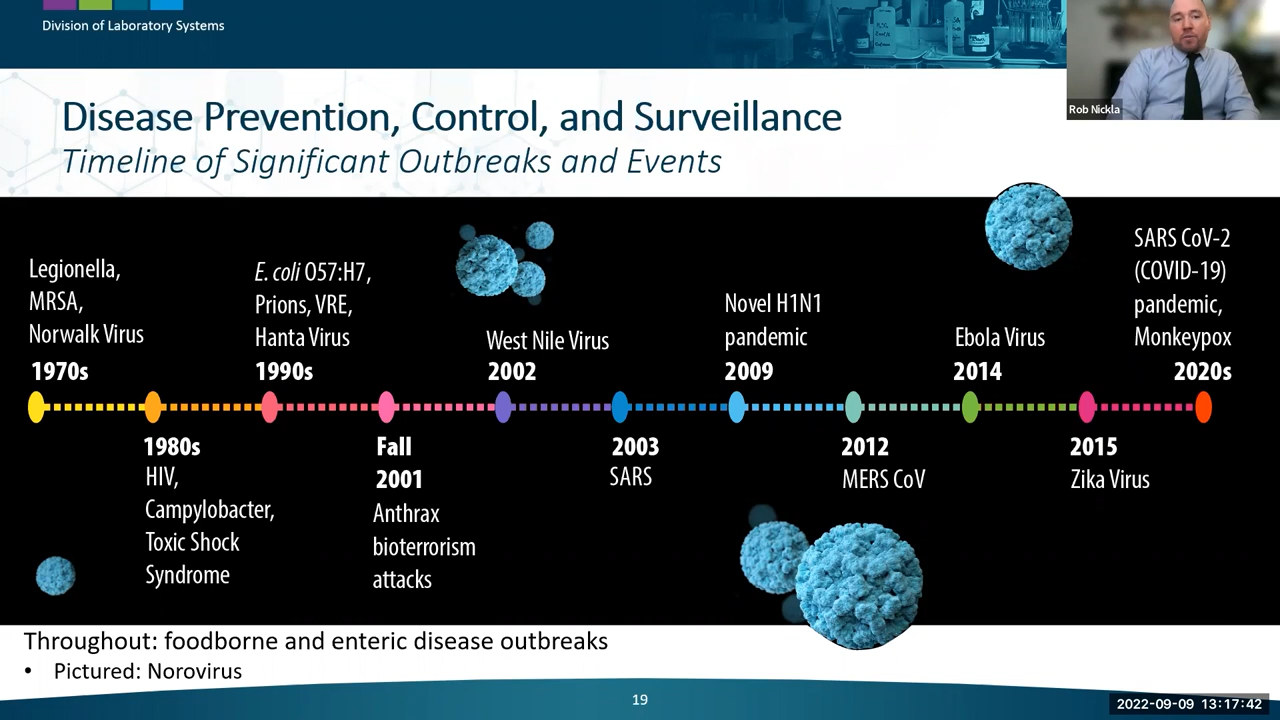 Division of Laboratory Systems
Rob Nickla
Disease Prevention, Control, and Surveillance
Timeline of Significant Outbreaks and Events
Legionella,
MRSA,
Norwalk Virus
1970s
1980s
HIV,
Campylobacter,
Toxic Shock
Syndrome
E. coli O57:H7,
Prions, VRE,
Hanta Virus
1990s
Fall
2001
Anthrax
bioterrorism
attacks
West Nile Virus
2002
2003
SARS
Novel H1N1
pandemic
2009
2012
MERS CoV
Ebola Virus
2014
2015
Zika Virus
SARS CoV-2
(COVID-19)
pandemic,
Monkeypox
2020s
Throughout: foodborne and enteric disease outbreaks
• Pictured: Norovirus
19
2022-09-09 13:17:42